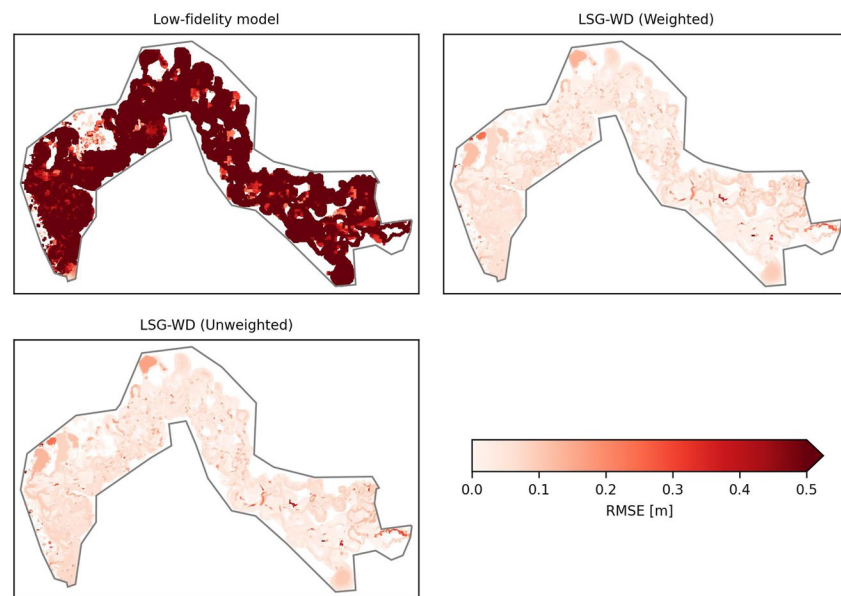 Low-fidelity model
LSG-WD (Weighted)
LSG-WD (Unweighted)
0.0 0.1 0.2 0.3 0.4 0.5
RMSE [m]